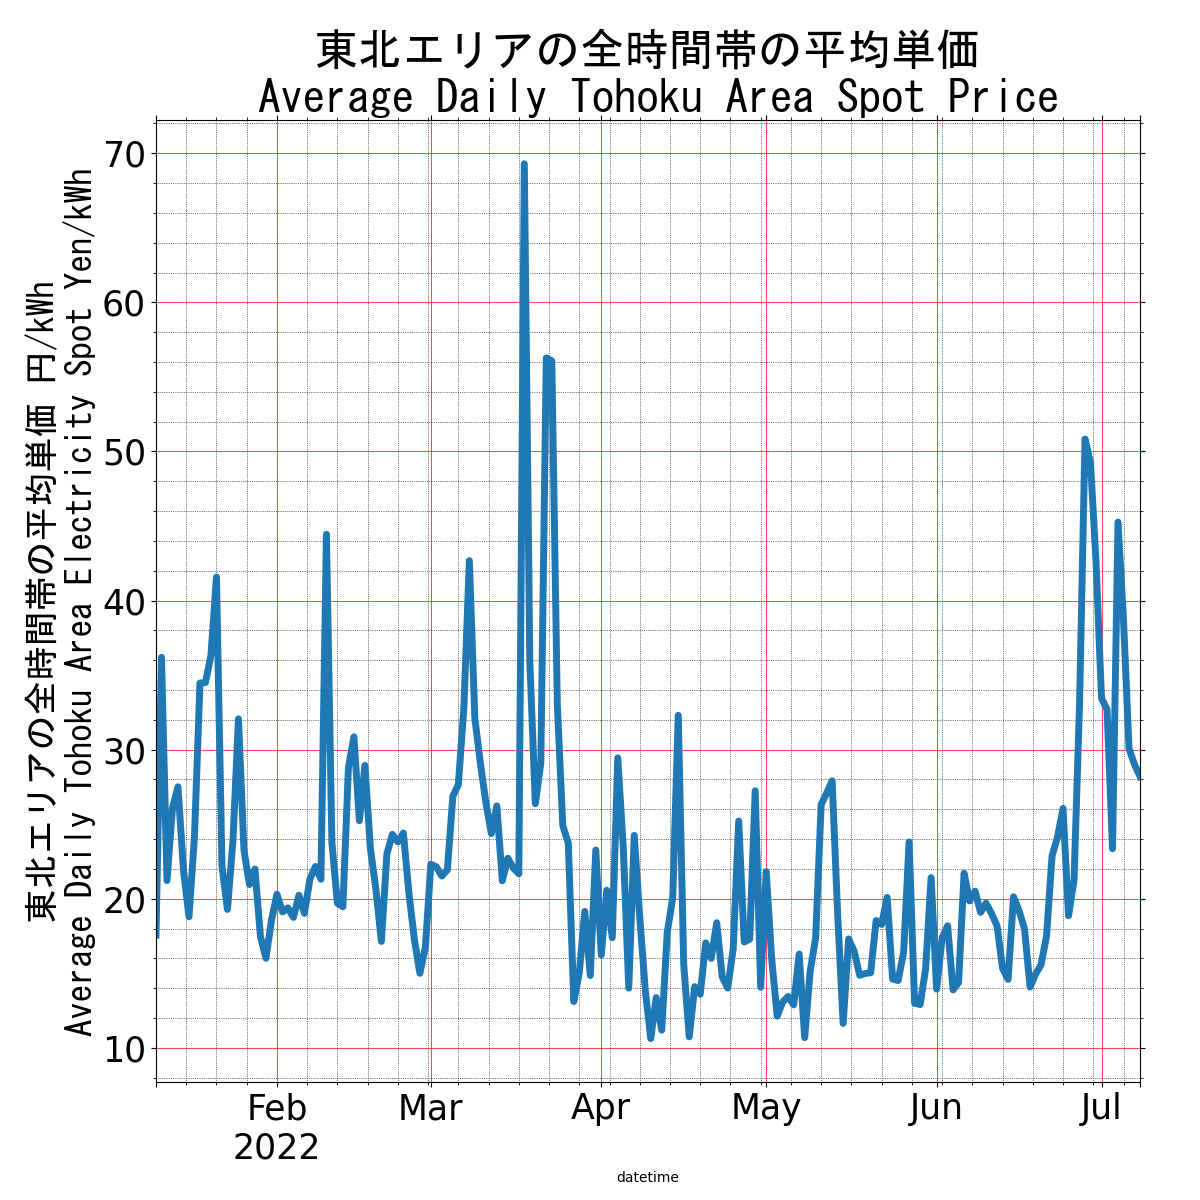 東北エリアの全時間帯の平均単価
Average Daily Tohoku Area Spot Price
東北エリアの全時間帯の平均単価 円/kWh
Average Daily Tohoku Area Electricity Spot Yen/kWh
70
60
50
40
30
20
10
Feb
2022
Mar
Apr
May
Jun
Jul
datetime